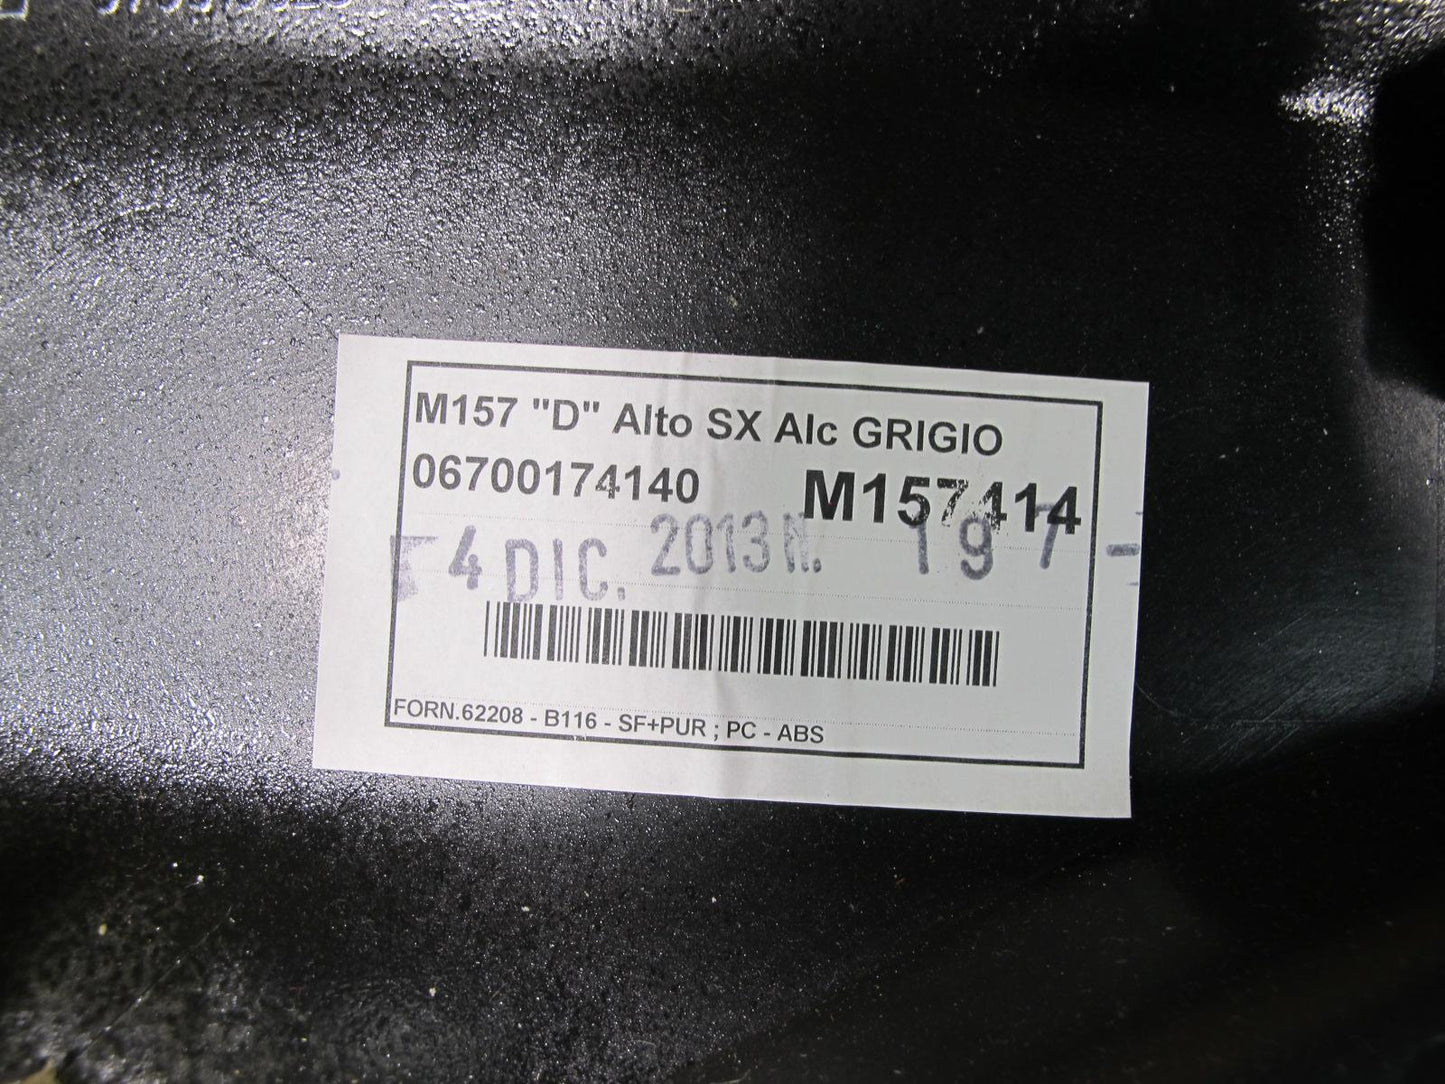 M157 "D" Alto SX Alc GRIGIO
06700174140 M157414
4 DIC. 2013 N. 197-
FORN.62208 - B116 - SF+PUR ; PC - ABS